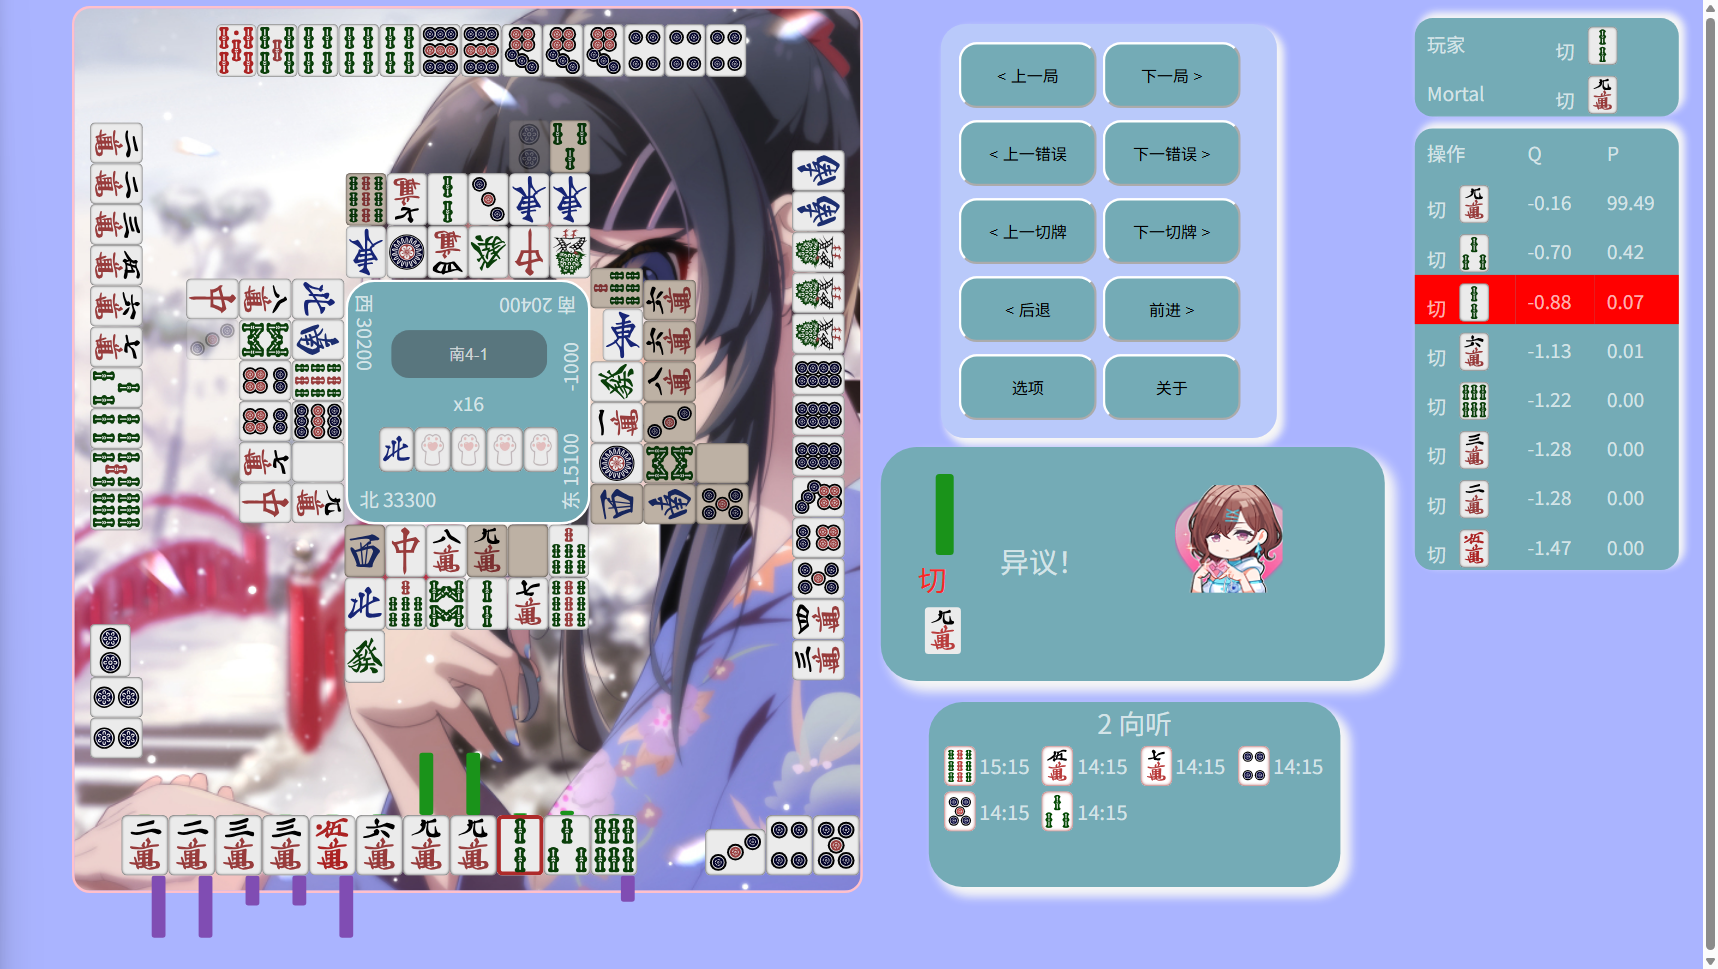 西 30200
南 20400
南4-1
-1000
x16
北 33300
东 15100
< 上一局
下一局 >
< 上一错误
下一错误 >
< 上一切牌
下一切牌 >
< 后退
前进 >
选项
关于
切
异议！
2 向听
15:15
14:15
14:15
14:15
14:15
14:15
玩家 切
Mortal 切
操作 Q P
切 -0.16 99.49
切 -0.70 0.42
切 -0.88 0.07
切 -1.13 0.01
切 -1.22 0.00
切 -1.28 0.00
切 -1.28 0.00
切 -1.47 0.00